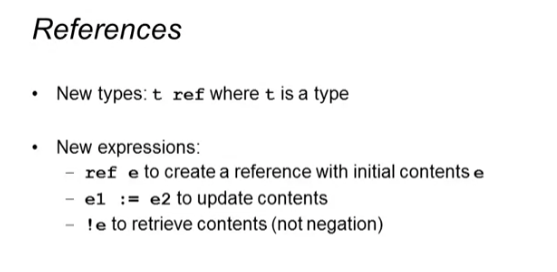 References
• New types: t ref where t is a type
• New expressions:
– ref e to create a reference with initial contents e
– e1 := e2 to update contents
– !e to retrieve contents (not negation)